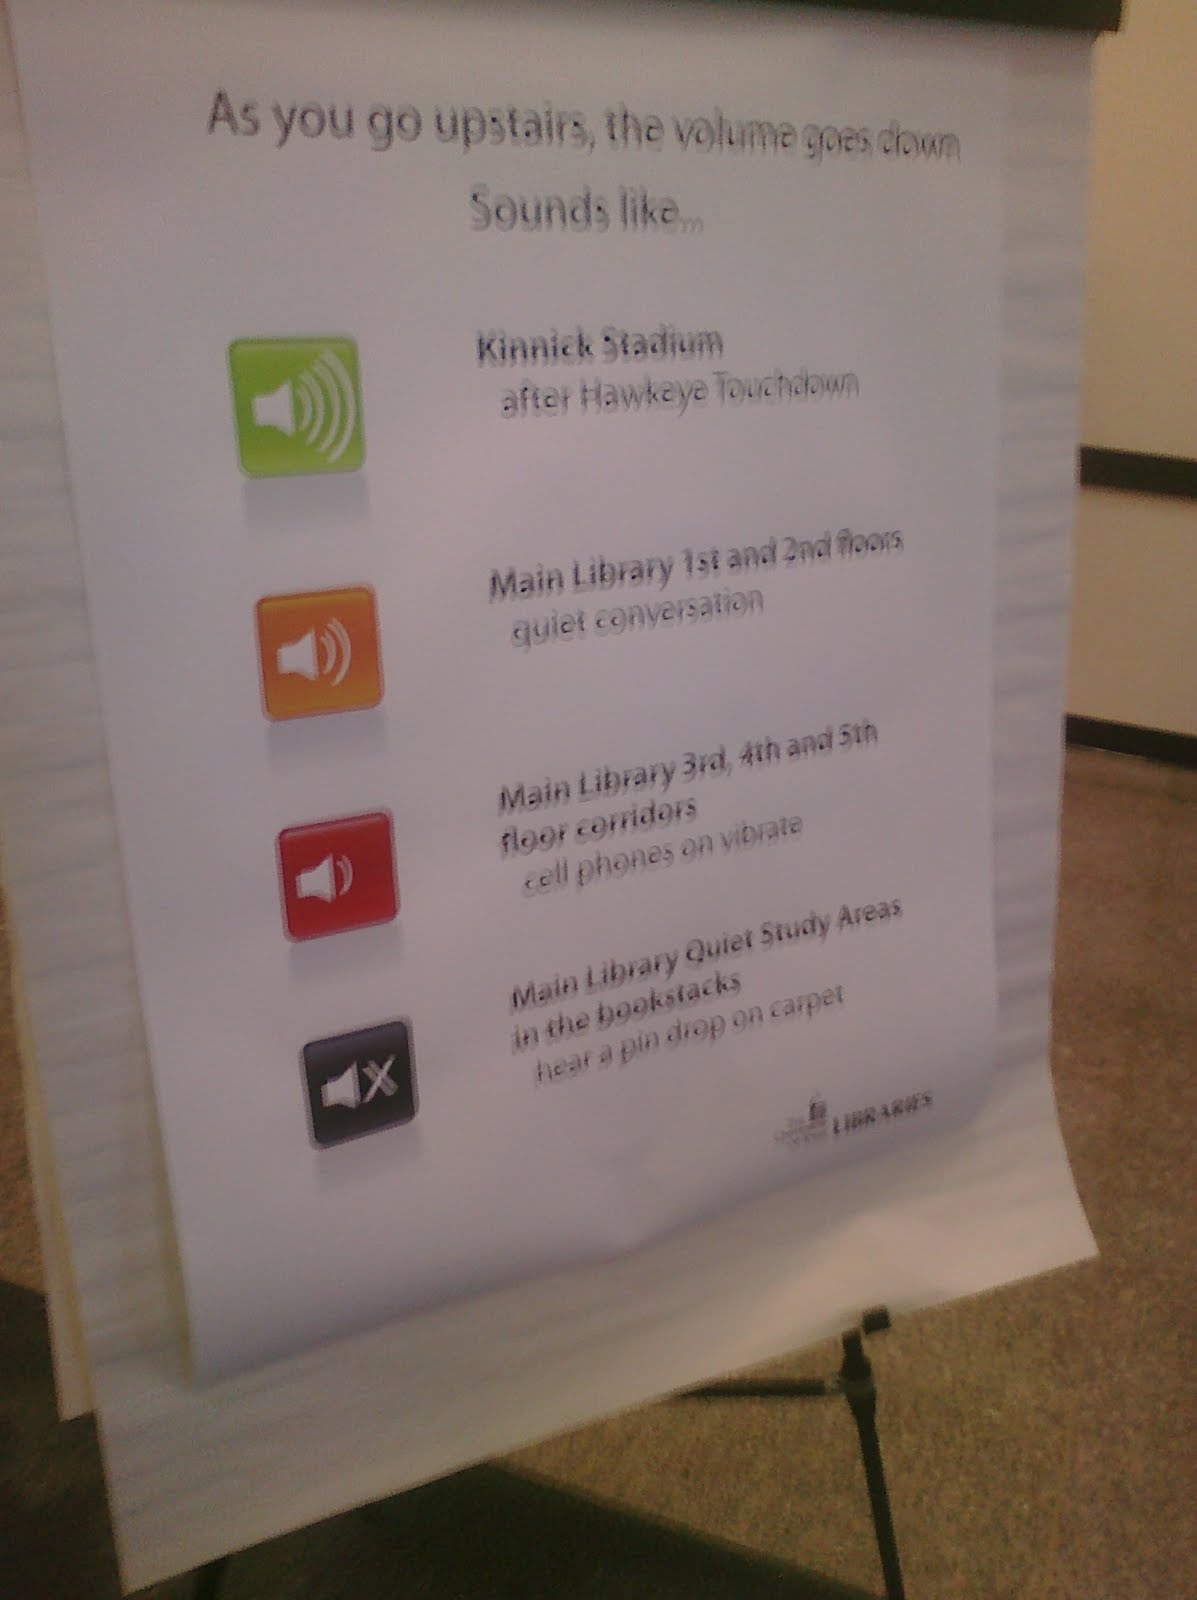 As you go upstairs, the volume goes down
Sounds like...
Kinnick Stadium
after Hawkeye Touchdown
Main Library 1st and 2nd floors
quiet conversation
Main Library 3rd, 4th and 5th
floor corridors
cell phones on vibrate
Main Library Quiet Study Areas
in the bookstacks
hear a pin drop on carpet
LIBRARIES